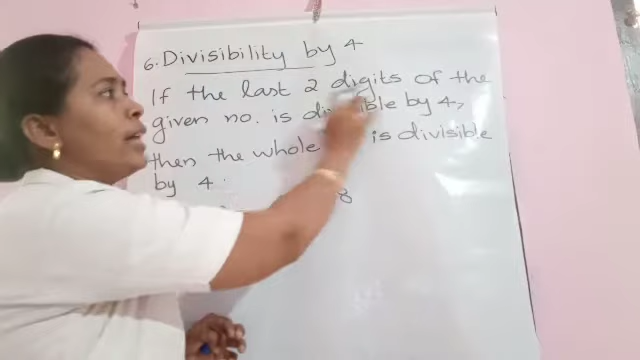 6. Divisibility by 4
If the last 2 digits of the
given no. is divisible by 4,
then the whole is divisible
by 4.
8